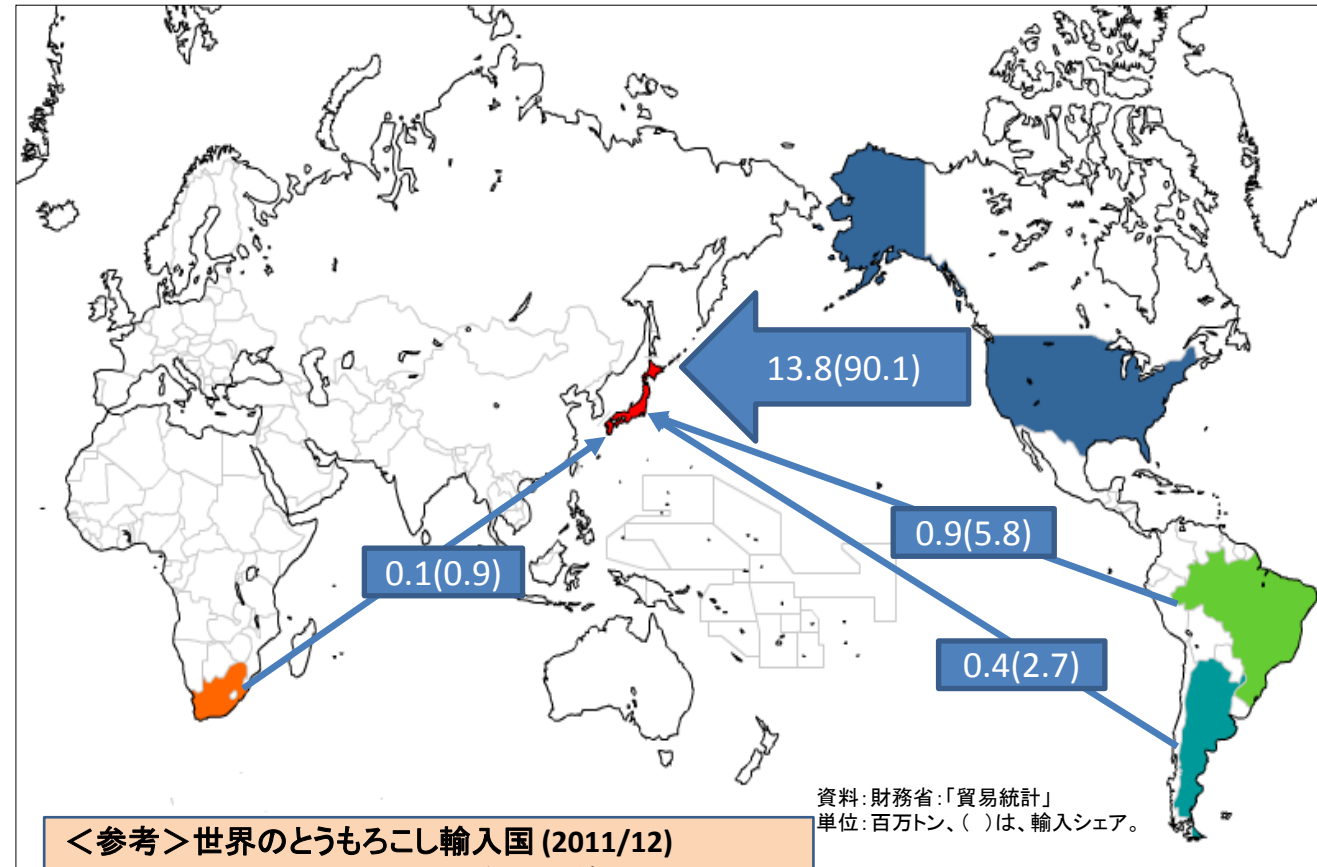 13.8(90.1)
0.9(5.8)
0.1(0.9)
0.4(2.7)
資料:財務省:「貿易統計」
単位:百万トン、( )は、輸入シェア。
<参考>世界のとうもろこし輸入国 (2011/12)